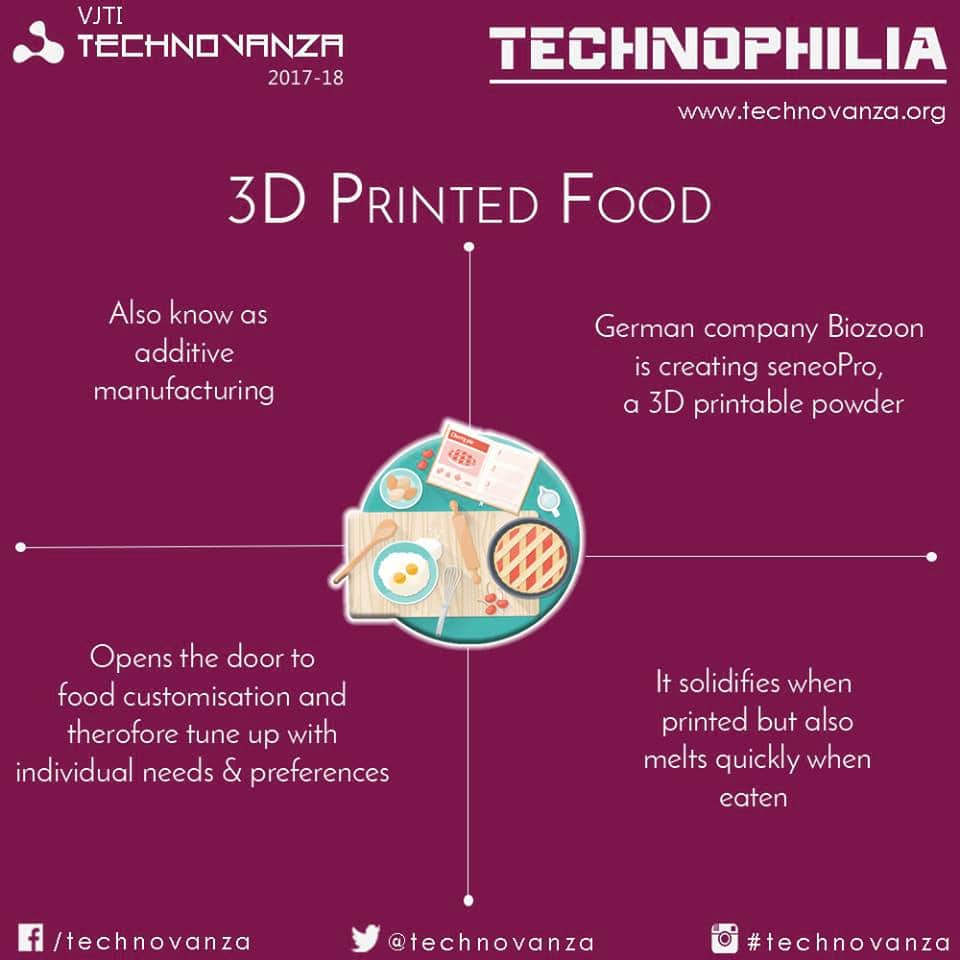 VJTI
TECHNOVANZA
2017-18
TECHNOPHILIA
www.technovanza.org
3D PRINTED FOOD
Also know as
additive
manufacturing
German company Biozoon
is creating seneoPro,
a 3D printable powder
Cherry pie
Opens the door to
food customisation and
therofore tune up with
individual needs & preferences
It solidifies when
printed but also
melts quickly when
eaten
/technovanza
@technovanza
#technovanza